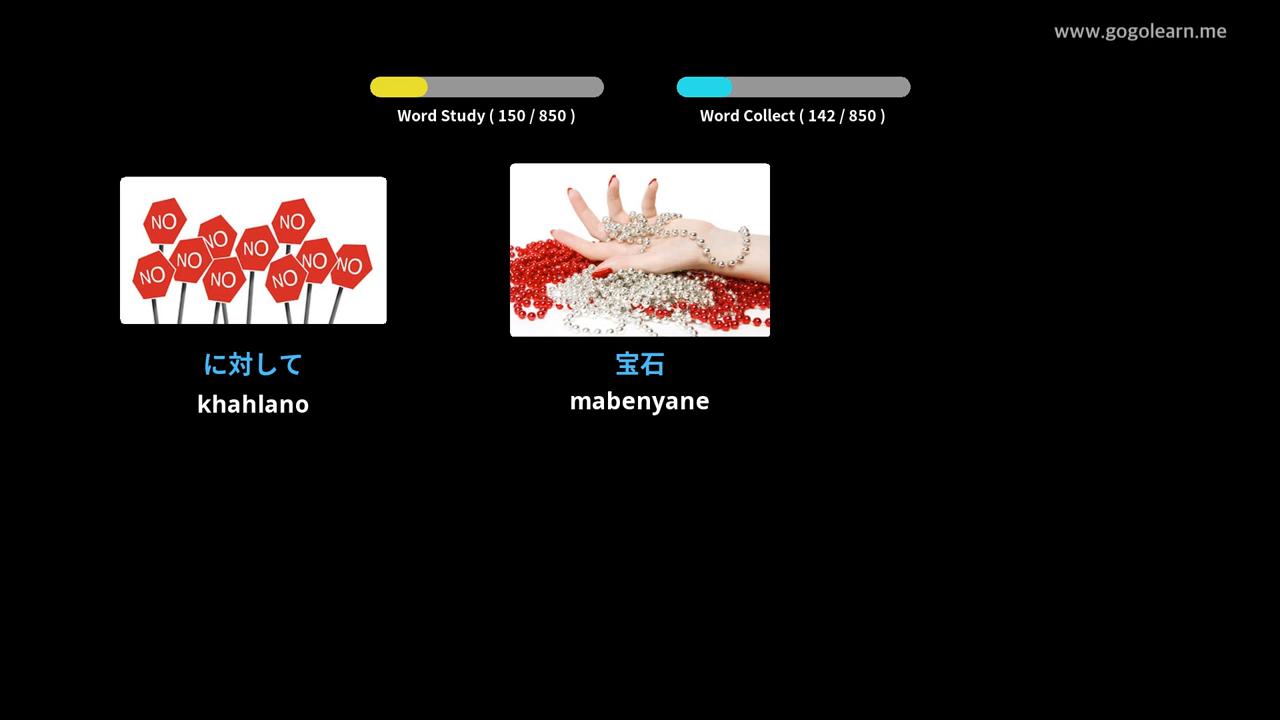 www.gogolearn.me
Word Study ( 150 / 850 )
Word Collect ( 142 / 850 )
NO
NO
NO
NO
NO
NO
NO
NO
NO
NO
に対して
khahlano
宝石
mabenyane